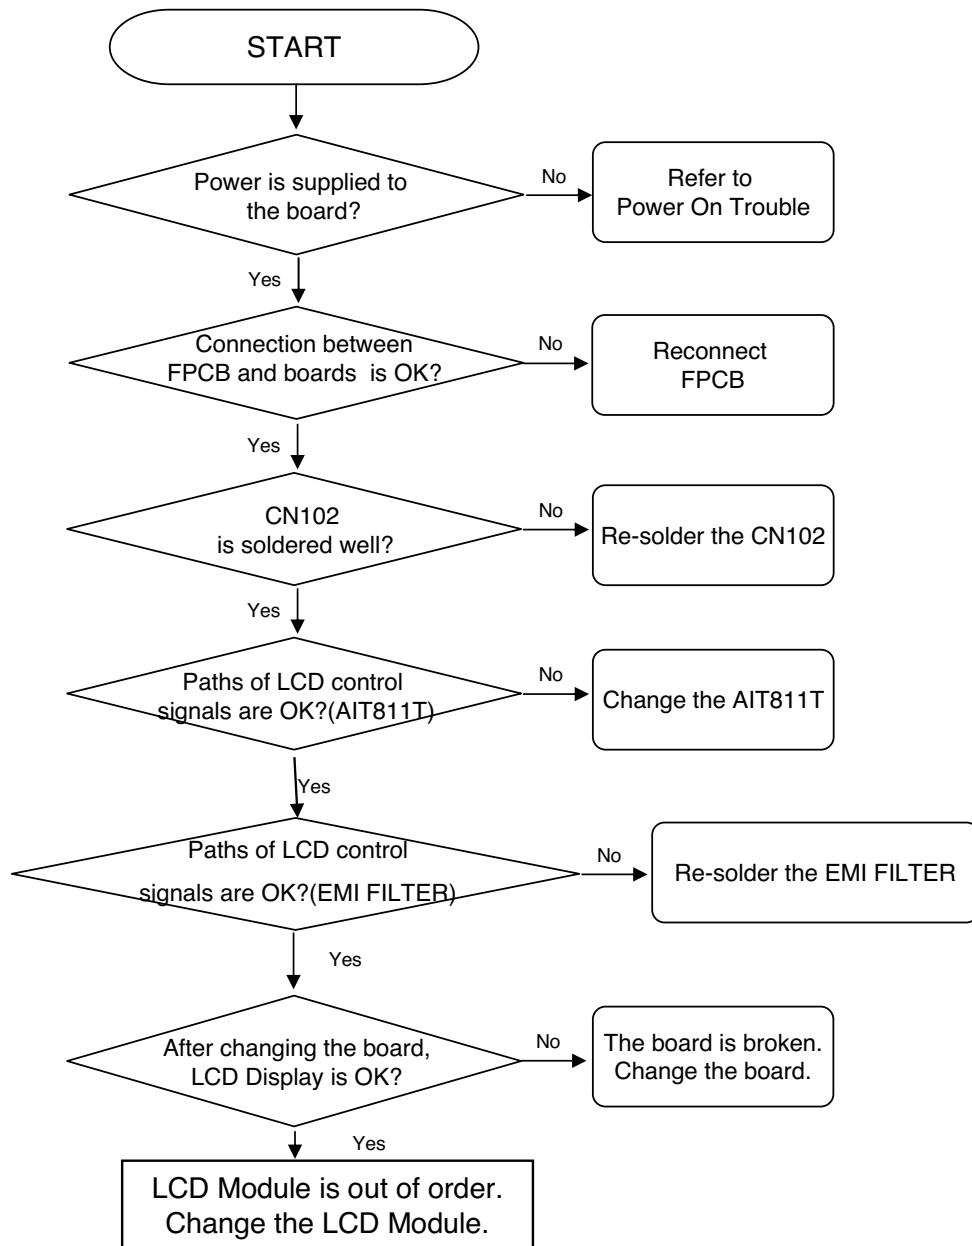 START
Power is supplied to
the board?
No
Refer to
Power On Trouble
Yes
Connection between
FPCB and boards  is OK?
No
Reconnect
FPCB
Yes
CN102
is soldered well?
No
Re-solder the CN102
Yes
Paths of LCD control
signals are OK?(AIT811T)
No
Change the AIT811T
Yes
Paths of LCD control
signals are OK?(EMI FILTER)
No
Re-solder the EMI FILTER
Yes
After changing the board,
LCD Display is OK?
No
The board is broken.
Change the board.
Yes
LCD Module is out of order.
Change the LCD Module.